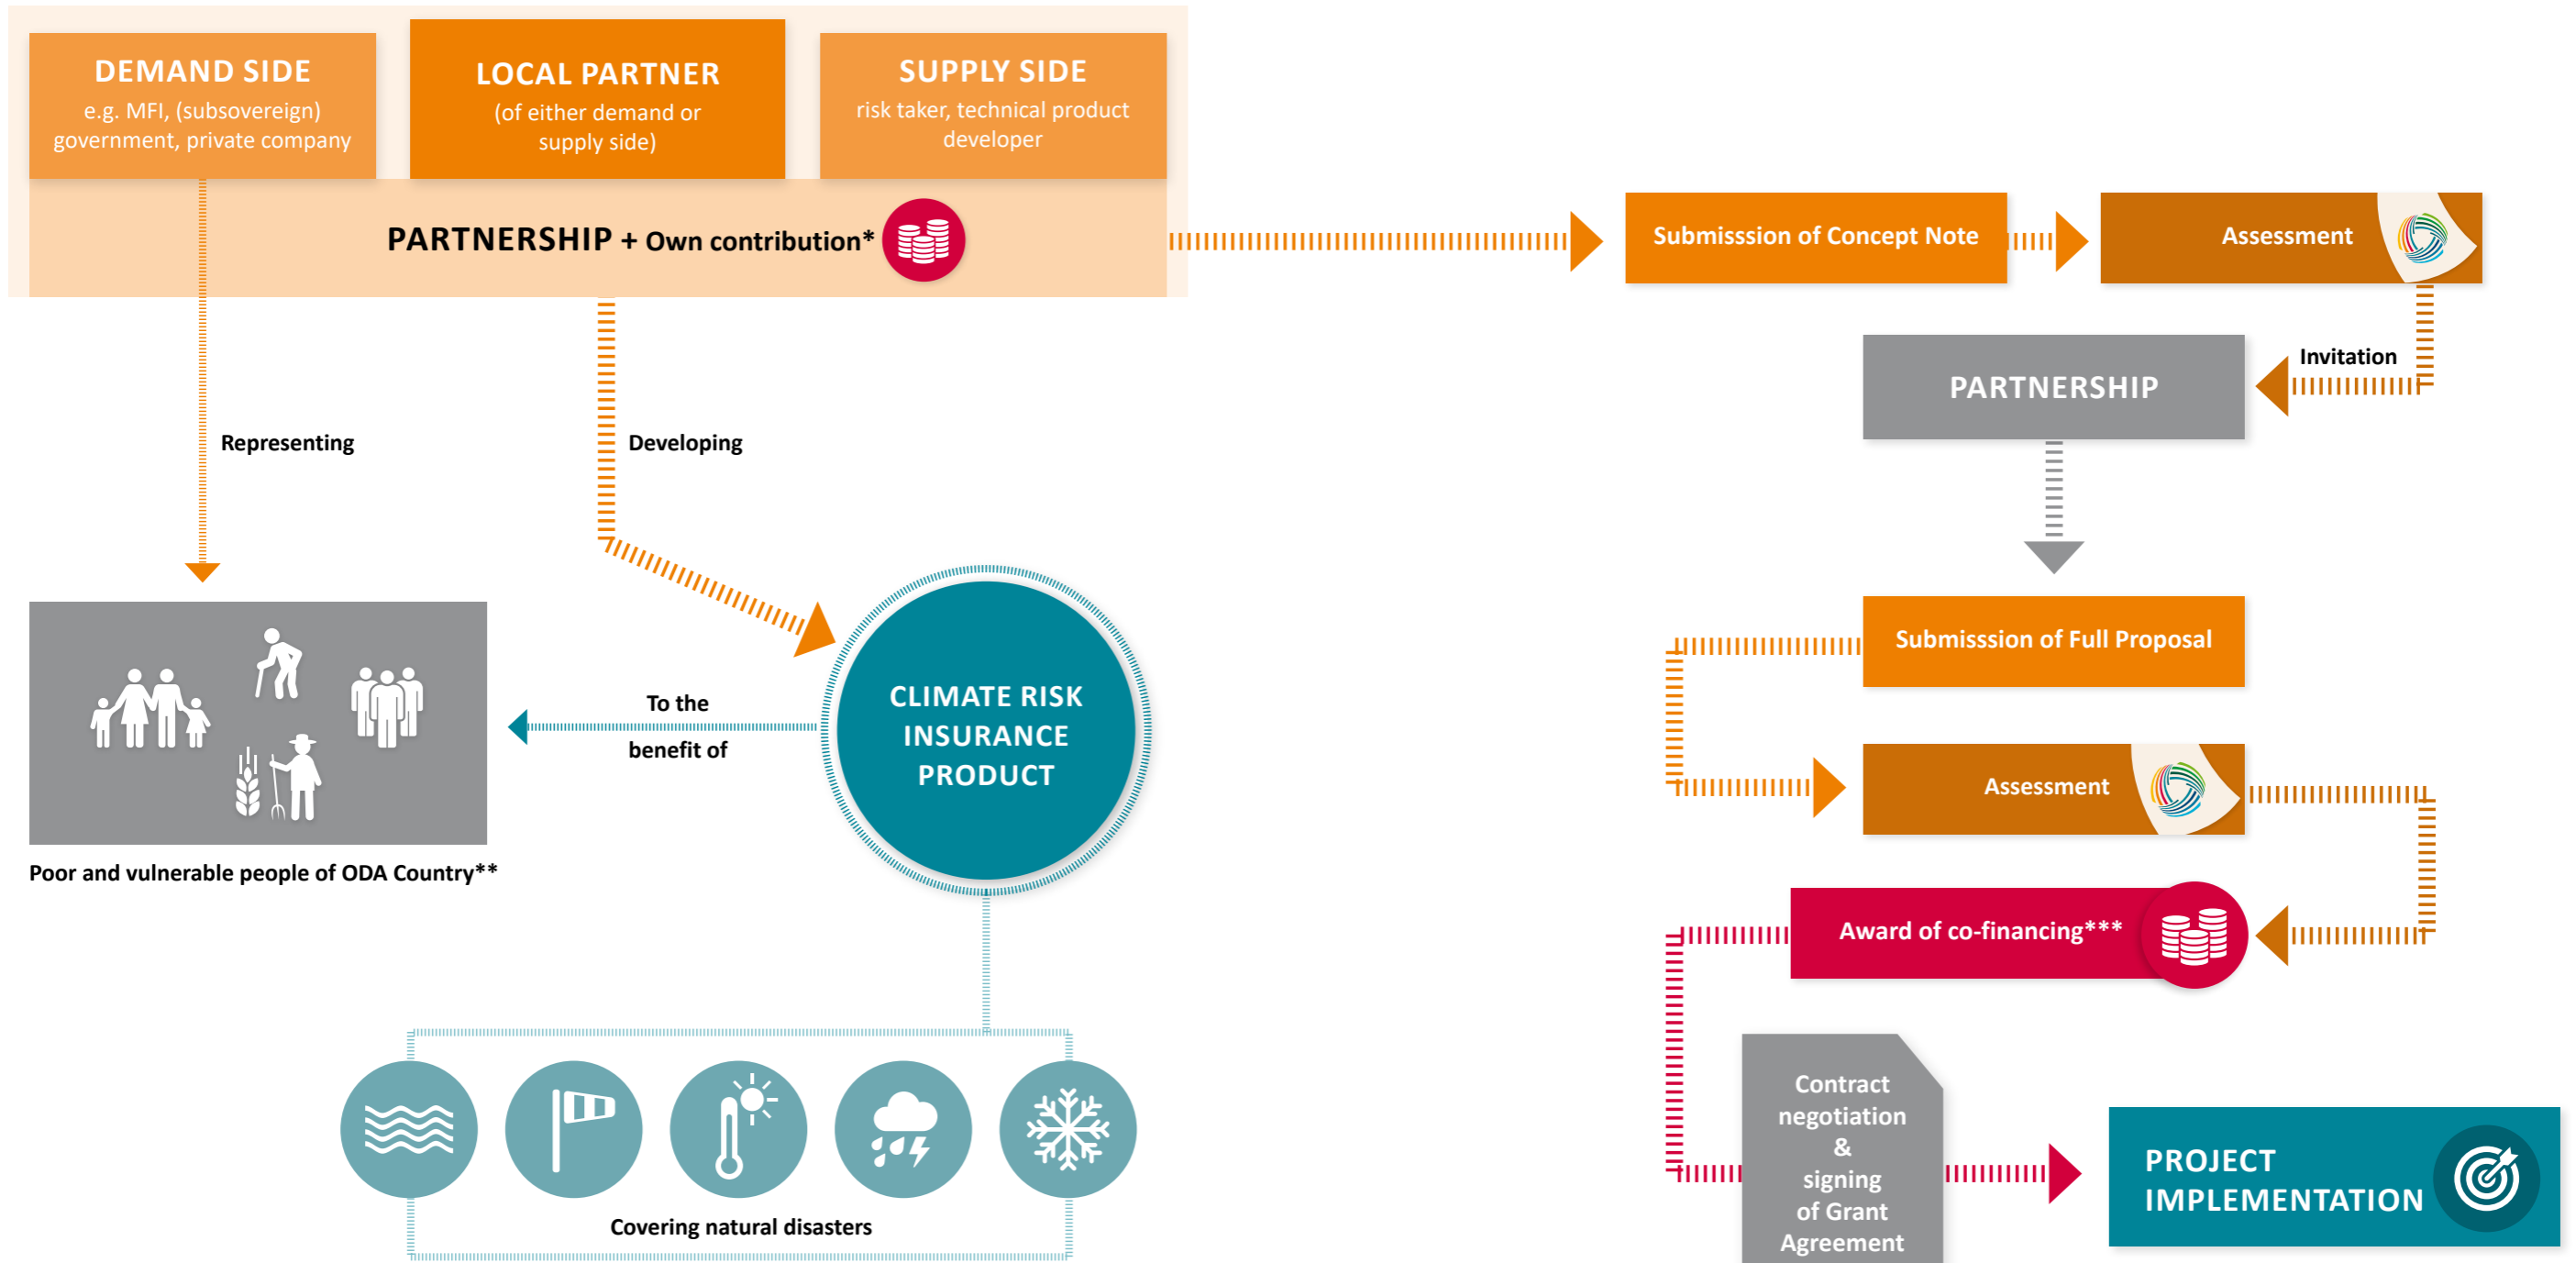 DEMAND SIDE
e.g. MFI, (subsovereign)
government, private company
LOCAL PARTNER
(of either demand or
supply side)
SUPPLY SIDE
risk taker, technical product
developer
PARTNERSHIP + Own contribution*
Submisssion of Concept Note
Assessment
Invitation
PARTNERSHIP
Representing
Developing
Submisssion of Full Proposal
To the
benefit of
CLIMATE RISK
INSURANCE
PRODUCT
Assessment
Poor and vulnerable people of ODA Country**
Award of co-financing***
Contract
negotiation
&
signing
of Grant
Agreement
PROJECT
IMPLEMENTATION
Covering natural disasters